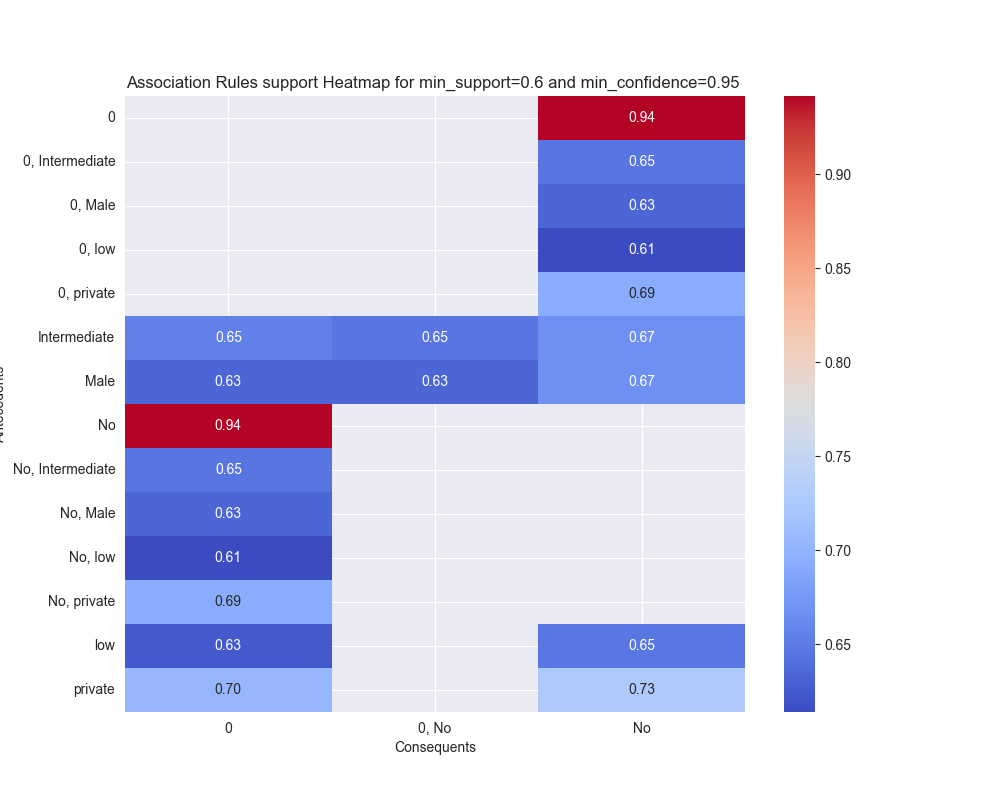 Association Rules support Heatmap for min_support=0.6 and min_confidence=0.95
0 0.94
0, Intermediate 0.65
0, Male 0.63
0, low 0.61
0, private 0.69
Intermediate 0.65 0.65 0.67
Male 0.63 0.63 0.67
No 0.94
No, Intermediate 0.65
No, Male 0.63
No, low 0.61
No, private 0.69
low 0.63 0.65
private 0.70 0.73
0 0, No No
Consequents
0.90
0.85
0.80
0.75
0.70
0.65